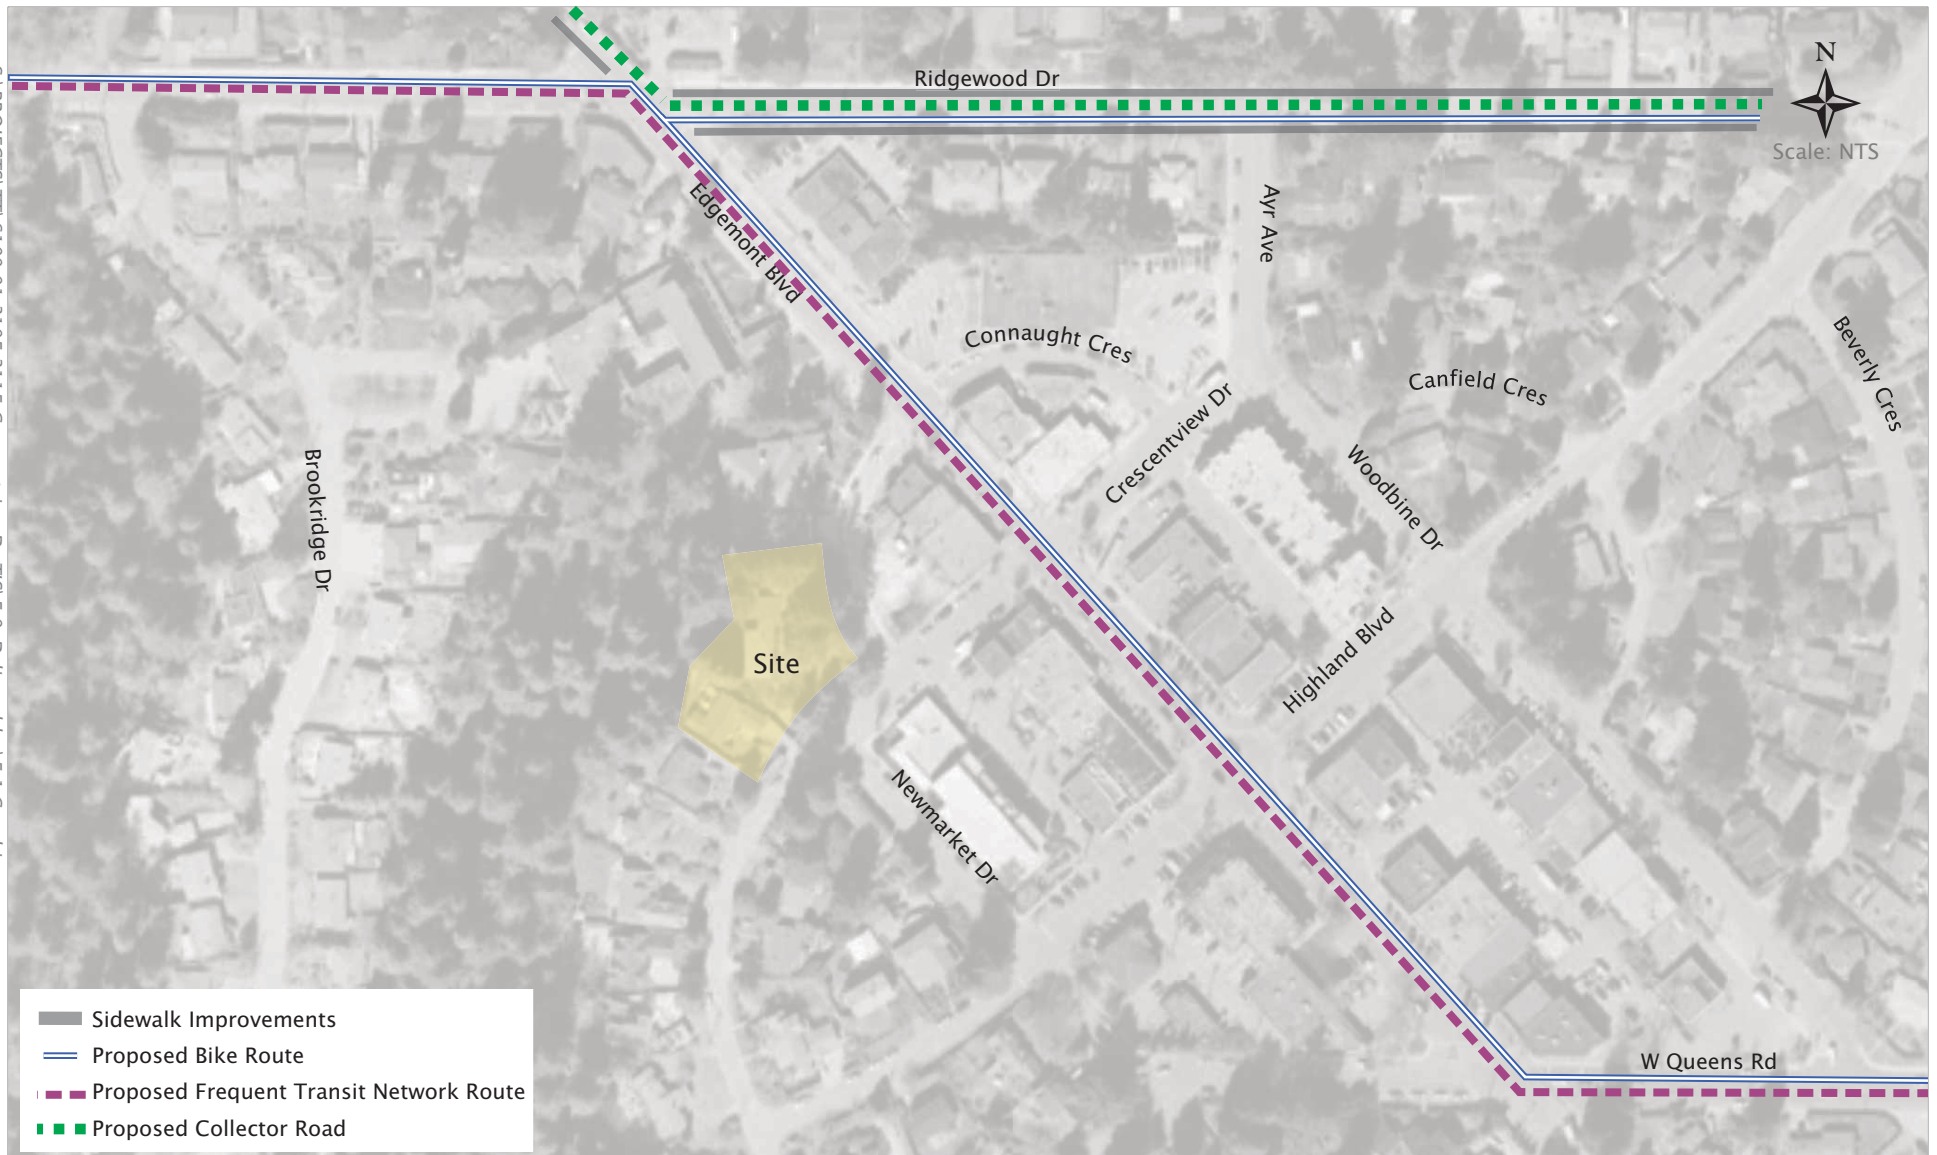 N
Scale: NTS
Ridgewood Dr
Edgemont Blvd
Ayr Ave
Connaught Cres
Crescentview Dr
Canfield Cres
Beverly Cres
Woodbine Dr
Brookridge Dr
Site
Highland Blvd
Newmarket Dr
W Queens Rd
Sidewalk Improvements
Proposed Bike Route
Proposed Frequent Transit Network Route
Proposed Collector Road